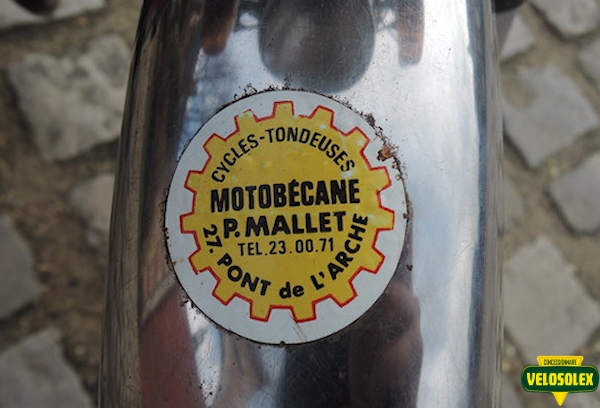 CYCLES-TONDEUSES
MOTOBÉCANE
P. MALLET
TEL. 23.00.71
27. PONT de L'ARCHE
CONCESSIONNAIRE
VELOSOLEX